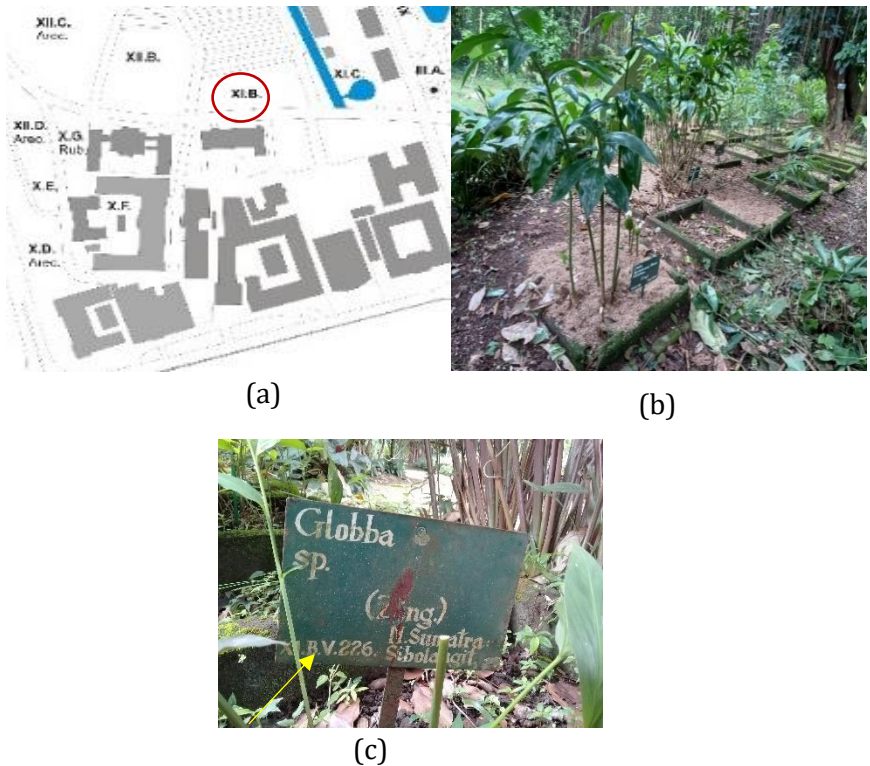 XII.C.
Arec.
XII.B.
XI.B.
XI.C.
III.A.
XII.D.
Arec.
X.G.
Rub.
X.E.
X.F.
X.D.
Arec.
(a)
(b)
Globba
sp.
(Zing.)
N.Sumatra
XI.B.V.226. Sibolangit
(c)